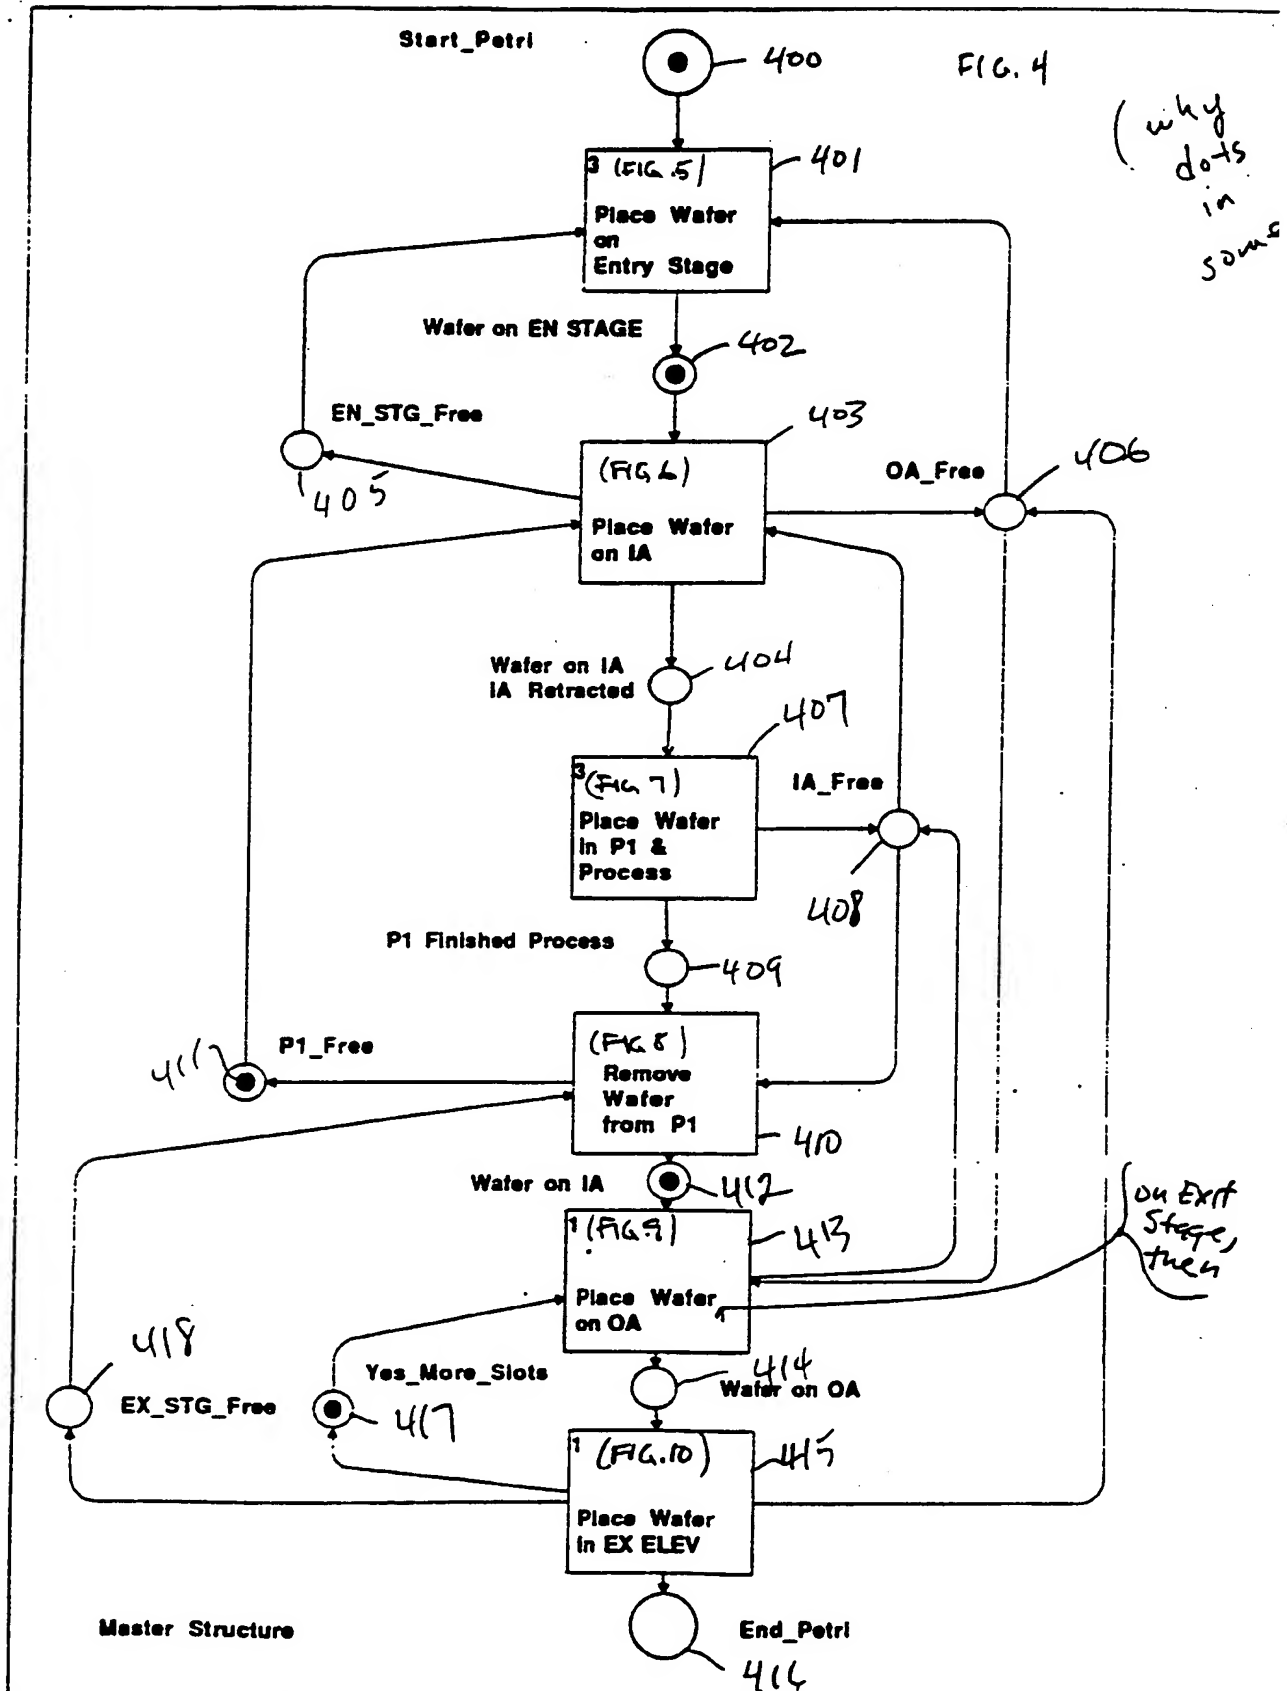 Start_Petri
400
FIG. 4
(why
dots
in
some
3 (FIG. 5)
401
Place Wafer
on
Entry Stage
Wafer on EN STAGE
402
EN_STG_Free
405
403
(FIG 6)
Place Wafer
on IA
OA_Free
406
Wafer on IA
IA Retracted
404
407
3 (FIG 7)
Place Wafer
in P1 &
Process
IA_Free
408
P1 Finished Process
409
P1_Free
411
(FIG 8)
Remove
Wafer
from P1
410
Wafer on IA
412
1 (FIG. 9)
413
Place Wafer
on OA
on Exit
Stage,
then
418
EX_STG_Free
Yes_More_Slots
417
414
Wafer on OA
1 (FIG. 10)
415
Place Wafer
in EX ELEV
Master Structure
End_Petri
416